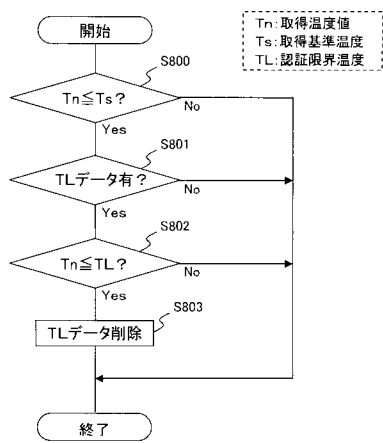 開始
Tn:取得温度値
Ts:取得基準温度
TL:認証限界温度
S800
Tn≦Ts?
No
Yes
S801
TLデータ有?
No
Yes
S802
Tn≦TL?
No
Yes
S803
TLデータ削除
終了